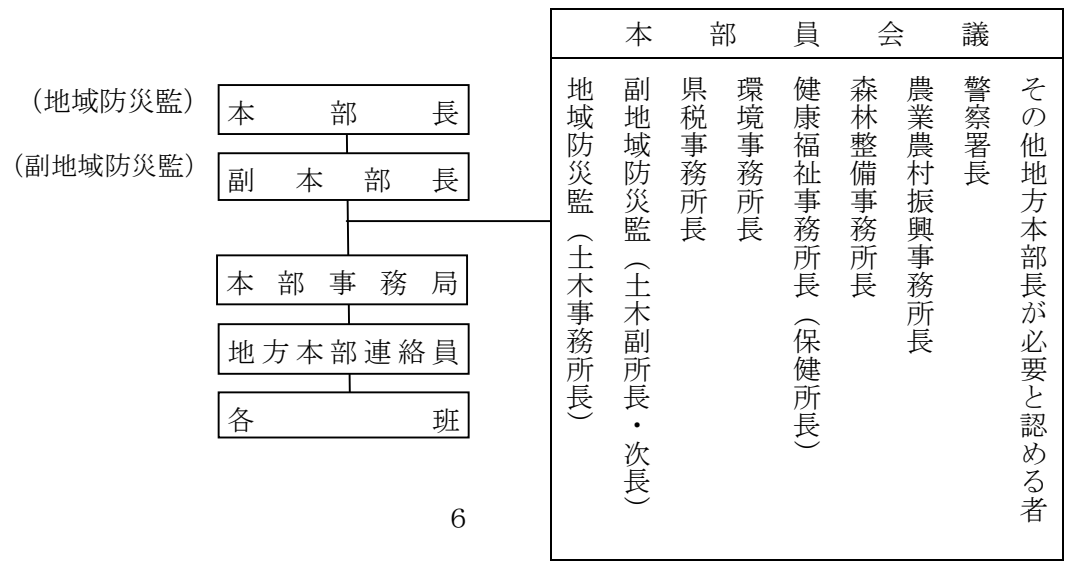 (地域防災監)
本部長
(副地域防災監)
副本部長
本部事務局
地方本部連絡員
各班
本部員会議
地域防災監(土木事務所長)
副地域防災監(土木副所長・次長)
県税事務所長
環境事務所長
健康福祉事務所長(保健所長)
森林整備事務所長
農業農村振興事務所長
警察署長
その他地方本部長が必要と認める者
6